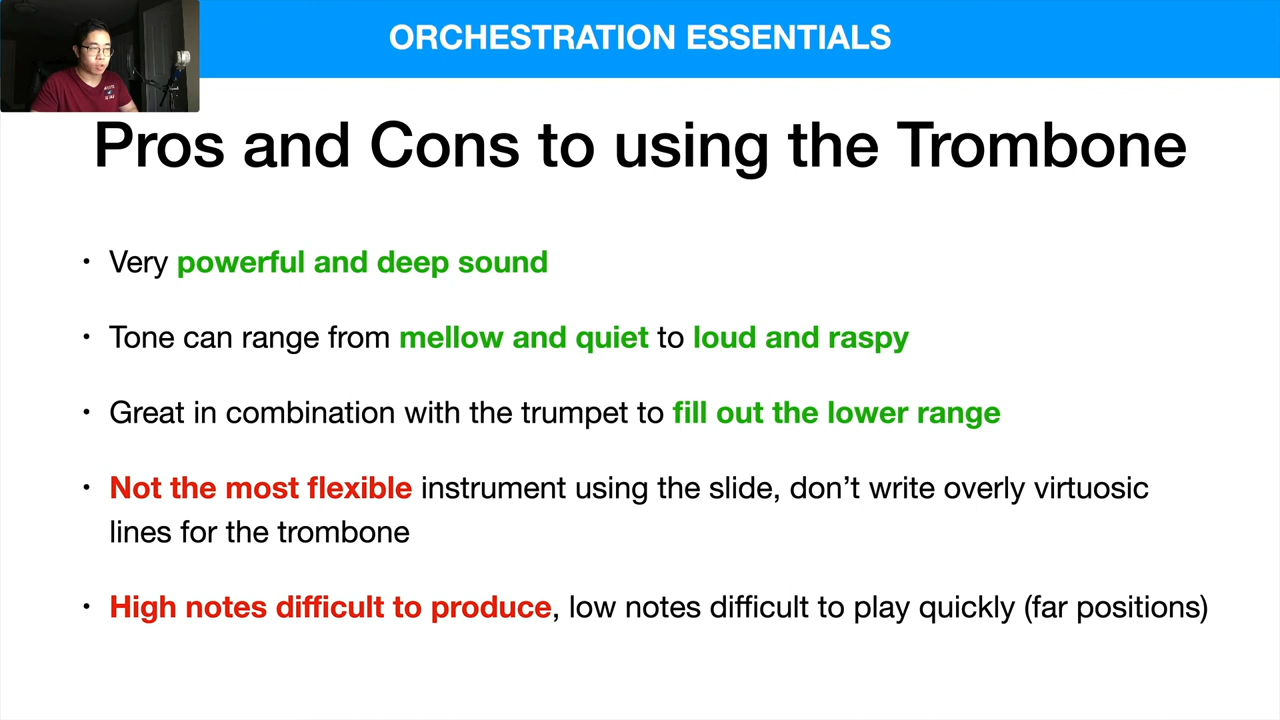 ORCHESTRATION ESSENTIALS
Pros and Cons to using the Trombone
• Very powerful and deep sound
• Tone can range from mellow and quiet to loud and raspy
• Great in combination with the trumpet to fill out the lower range
• Not the most flexible instrument using the slide, don’t write overly virtuosic
lines for the trombone
• High notes difficult to produce, low notes difficult to play quickly (far positions)